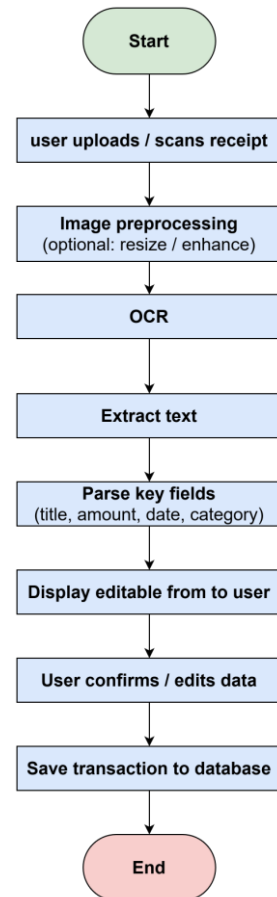 Start
user uploads / scans receipt
Image preprocessing
(optional: resize / enhance)
OCR
Extract text
Parse key fields
(title, amount, date, category)
Display editable from to user
User confirms / edits data
Save transaction to database
End